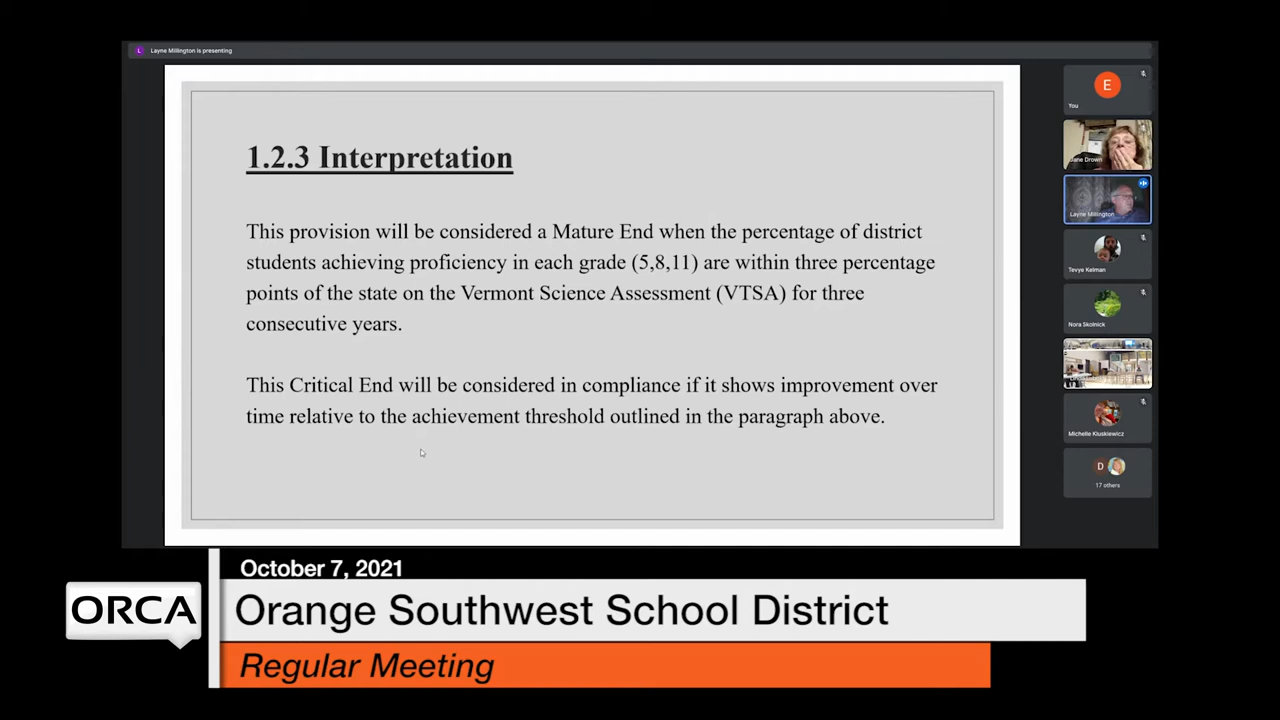 L Layne Millington is presenting
1.2.3 Interpretation
This provision will be considered a Mature End when the percentage of district
students achieving proficiency in each grade (5,8,11) are within three percentage
points of the state on the Vermont Science Assessment (VTSA) for three
consecutive years.
This Critical End will be considered in compliance if it shows improvement over
time relative to the achievement threshold outlined in the paragraph above.
E
You
Jane Drown
Layne Millington
Tevya Kelman
Nora Skolnick
Michelle Kluskiewicz
D
17 others
October 7, 2021
ORCA
Orange Southwest School District
Regular Meeting